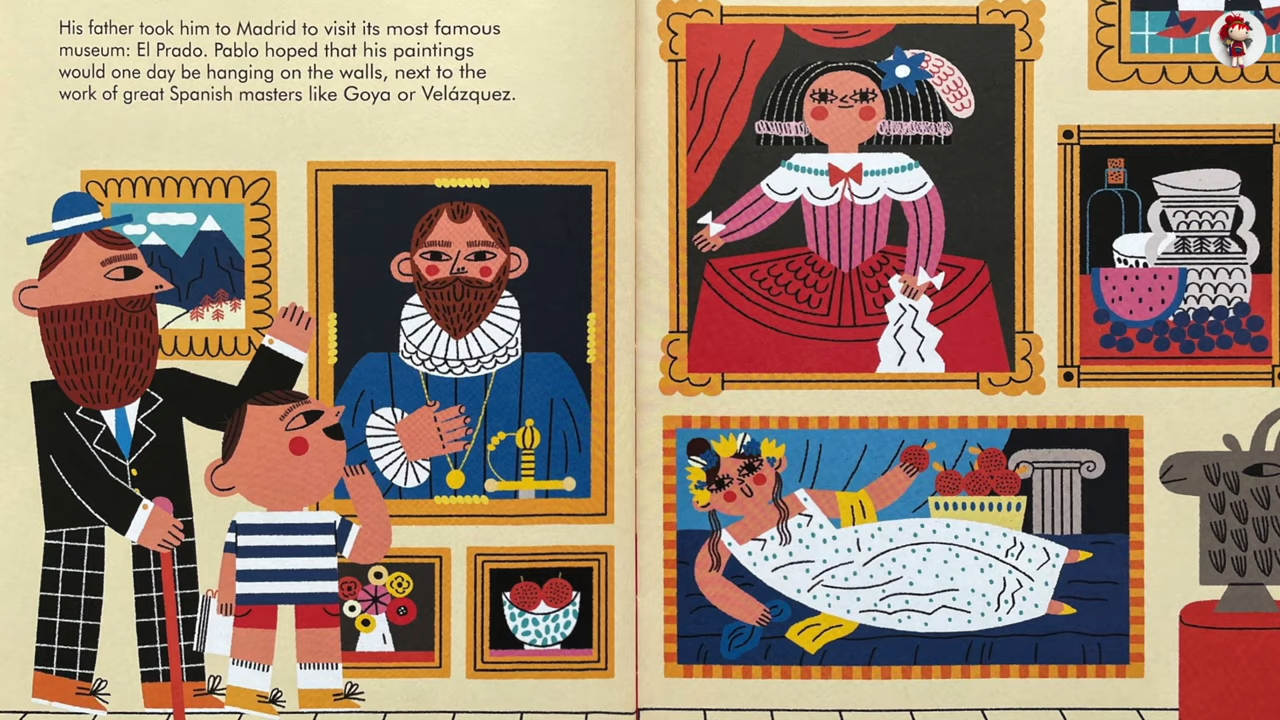 His father took him to Madrid to visit its most famous
museum: El Prado. Pablo hoped that his paintings
would one day be hanging on the walls, next to the
work of great Spanish masters like Goya or Velázquez.